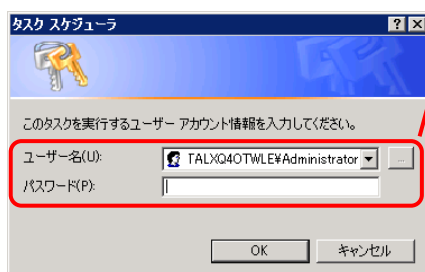 タスク スケジューラ
このタスクを実行するユーザー アカウント情報を入力してください。
ユーザー名(U):
TALXQ4OTWLE¥Administrator
...
パスワード(P):
OK
キャンセル